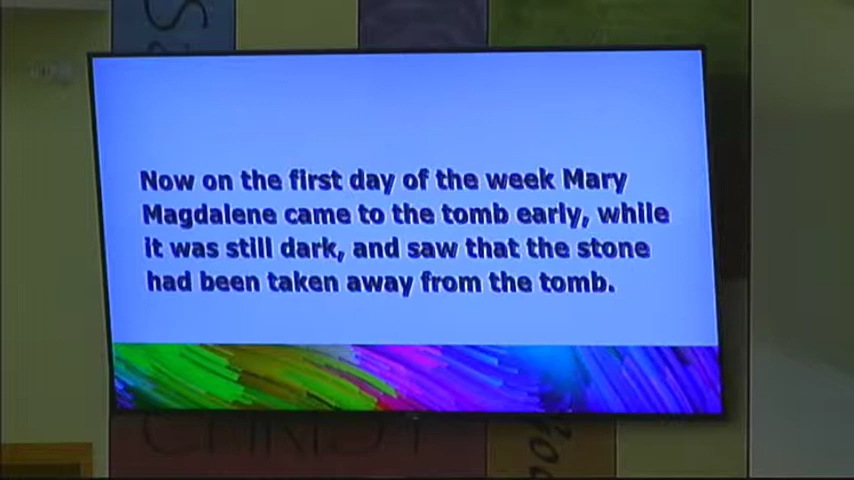 Now on the first day of the week Mary
Magdalene came to the tomb early, while
it was still dark, and saw that the stone
had been taken away from the tomb.
CHRIST